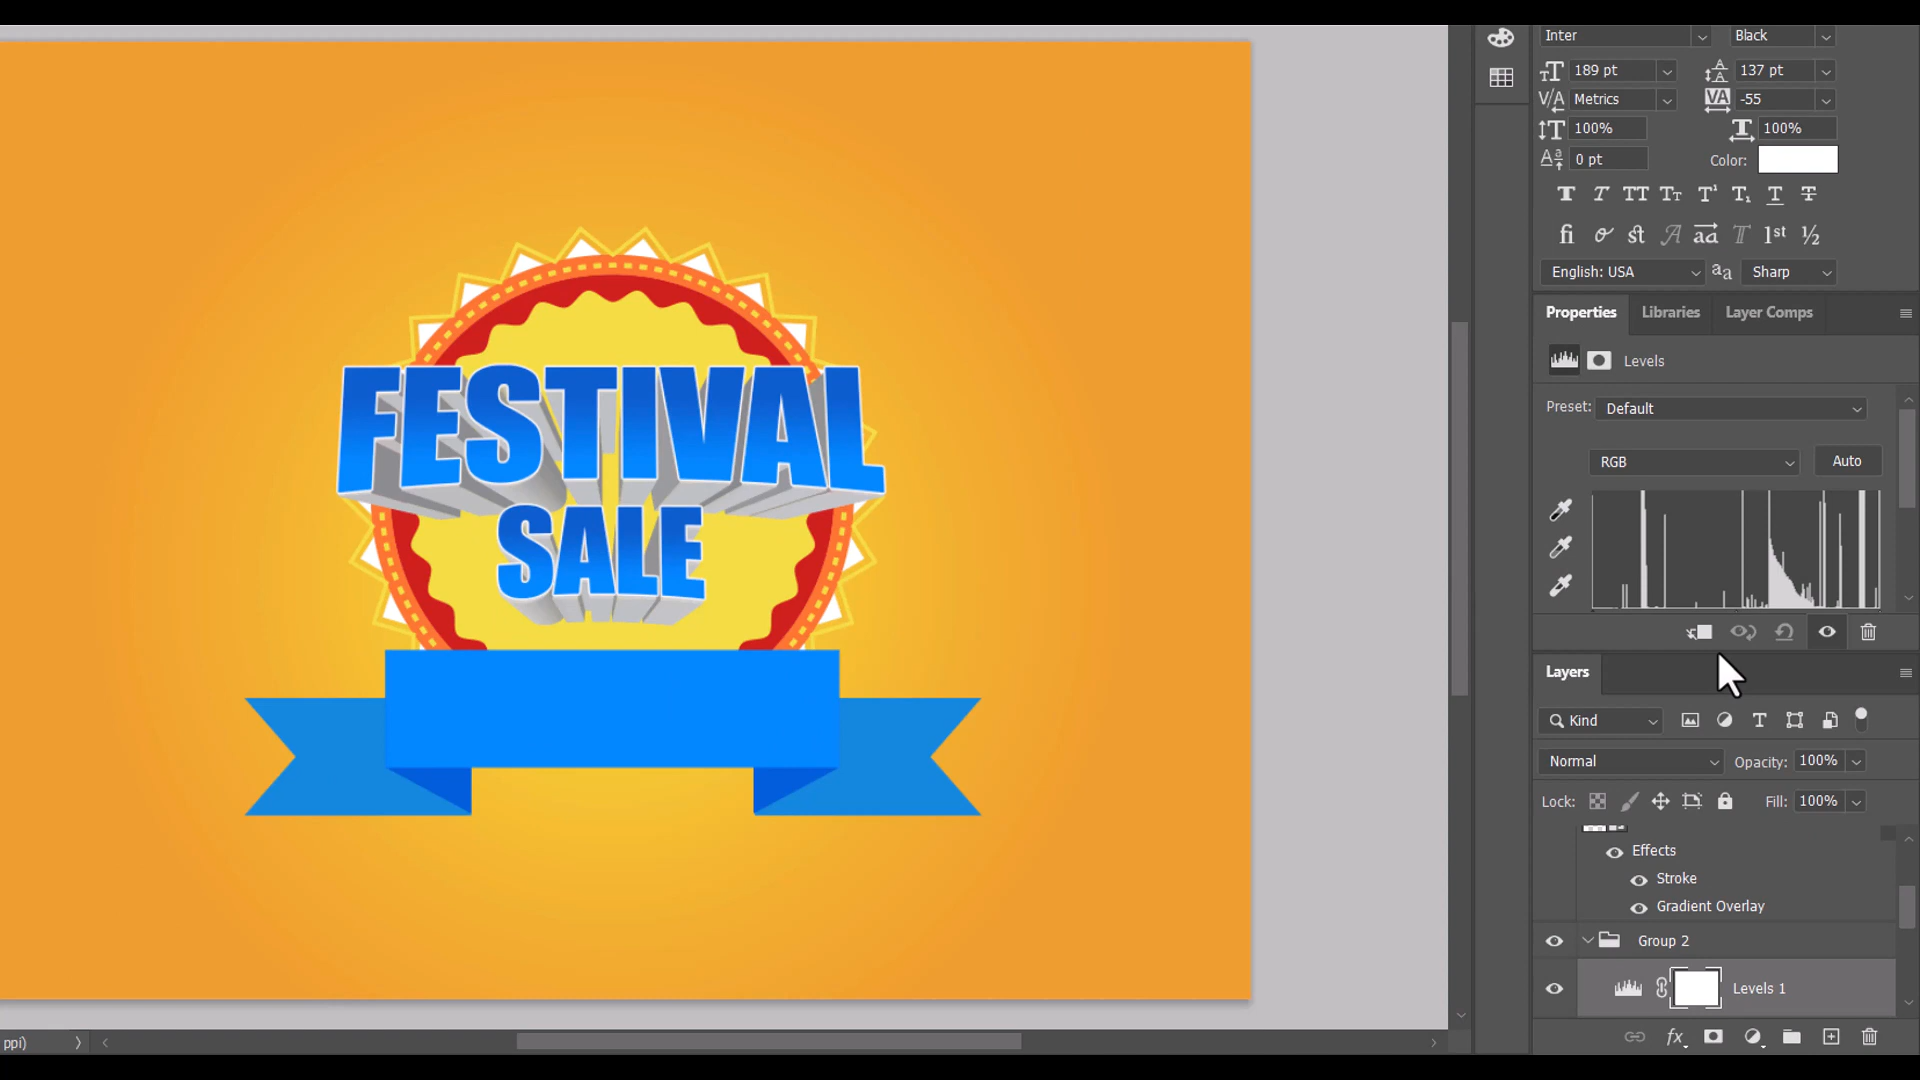 Inter Black
189 pt 137 pt
Metrics -55
100% 100%
0 pt Color:
English: USA Sharp
Properties Libraries Layer Comps
Levels
Preset: Default
RGB Auto
FESTIVAL
SALE
Layers
Kind
Normal Opacity: 100%
Lock: Fill: 100%
Effects
Stroke
Gradient Overlay
Group 2
Levels 1
ppi)